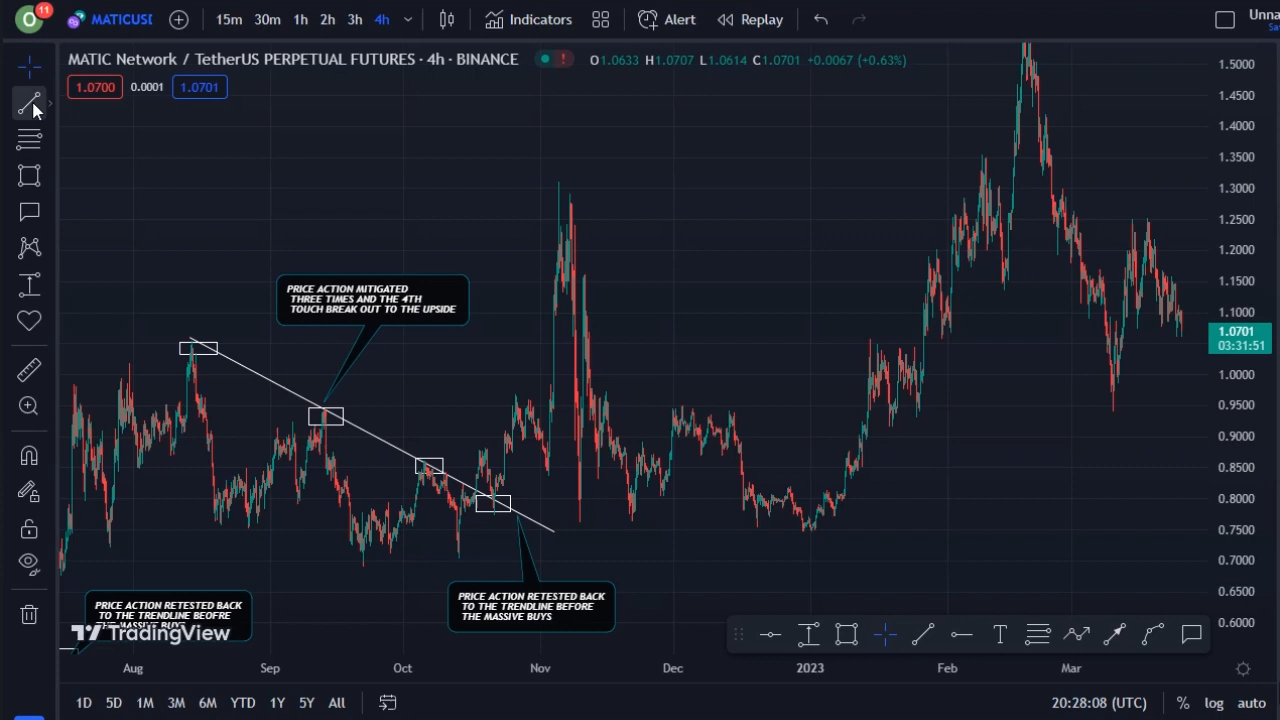 O 11 MATICUSD 15m 30m 1h 2h 3h 4h Indicators Alert Replay
MATIC Network / TetherUS PERPETUAL FUTURES · 4h · BINANCE ! O1.0633 H1.0707 L1.0614 C1.0701 +0.0067 (+0.63%)
1.0700 0.0001 1.0701
PRICE ACTION MITIGATED
THREE TIMES AND THE 4TH
TOUCH BREAK OUT TO THE UPSIDE
PRICE ACTION RETESTED BACK
TO THE TRENDLINE BEFORE
THE MASSIVE BUYS
PRICE ACTION RETESTED BACK
TO THE TRENDLINE BEOFRE
THE MASSIVE BUYS
TradingView
1.5000
1.4500
1.4000
1.3500
1.3000
1.2500
1.2000
1.1500
1.1000
1.0701
03:31:51
1.0000
0.9500
0.9000
0.8500
0.8000
0.7500
0.7000
0.6500
0.6000
Aug Sep Oct Nov Dec 2023 Feb Mar
1D 5D 1M 3M 6M YTD 1Y 5Y All 20:28:08 (UTC) % log auto